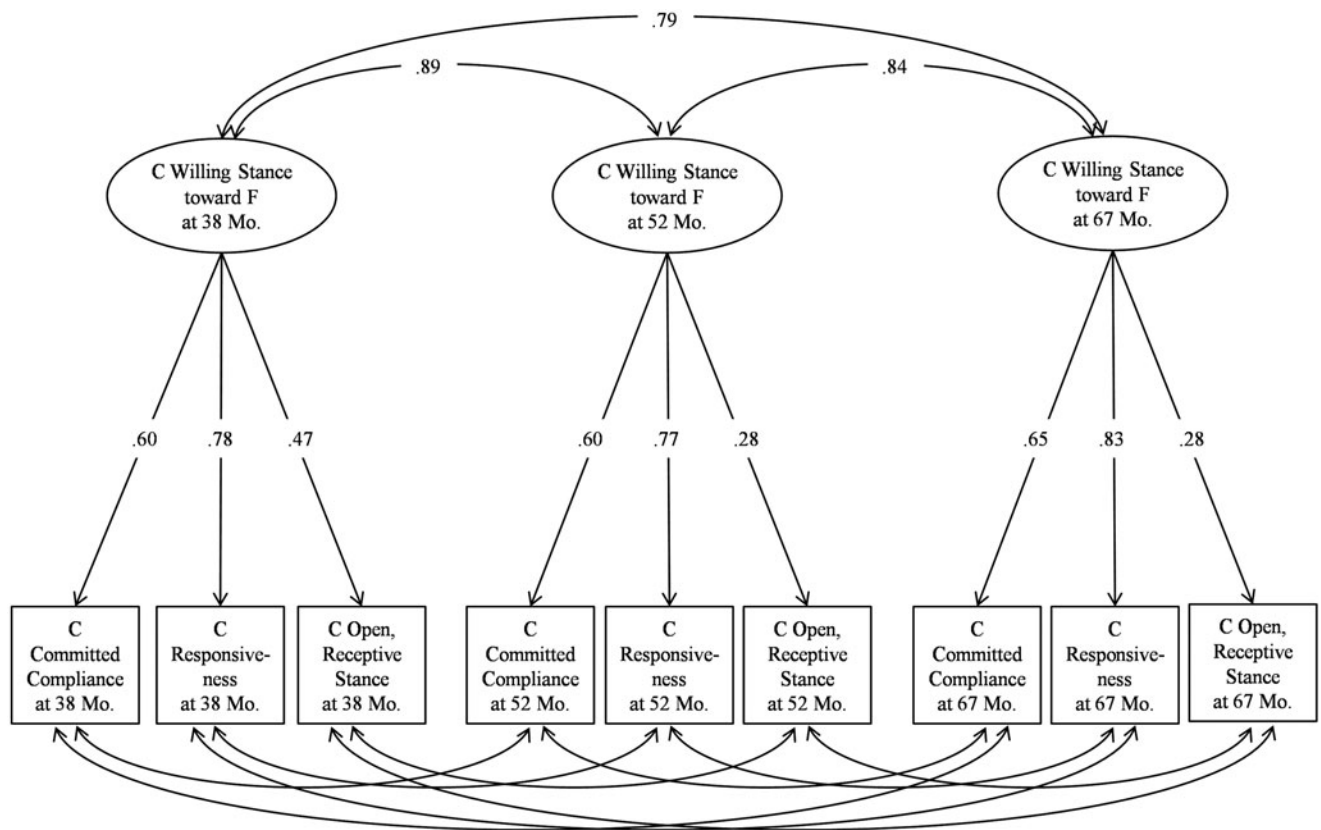 .79
.89
.84
C Willing Stance
toward F
at 38 Mo.
C Willing Stance
toward F
at 52 Mo.
C Willing Stance
toward F
at 67 Mo.
.60
.78
.47
.60
.77
.28
.65
.83
.28
C
Committed
Compliance
at 38 Mo.
C
Responsive-
ness
at 38 Mo.
C Open,
Receptive
Stance
at 38 Mo.
C
Committed
Compliance
at 52 Mo.
C
Responsive-
ness
at 52 Mo.
C Open,
Receptive
Stance
at 52 Mo.
C
Committed
Compliance
at 67 Mo.
C
Responsive-
ness
at 67 Mo.
C Open,
Receptive
Stance
at 67 Mo.